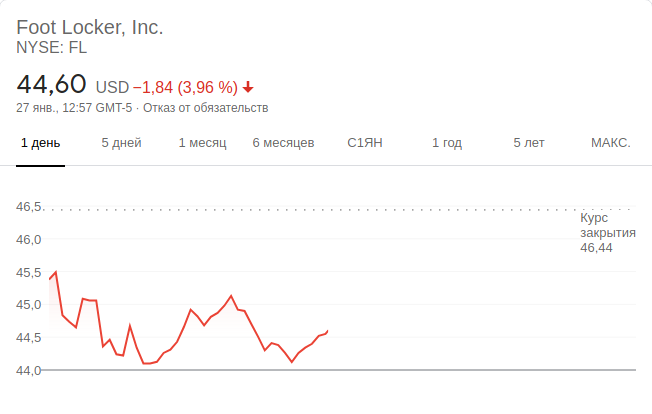 Foot Locker, Inc.
NYSE: FL
44,60 USD −1,84 (3,96 %)
27 янв., 12:57 GMT-5 · Отказ от обязательств
1 день 5 дней 1 месяц 6 месяцев С1ЯН 1 год 5 лет МАКС.
46,5
Курс
закрытия
46,44
46,0
45,5
45,0
44,5
44,0